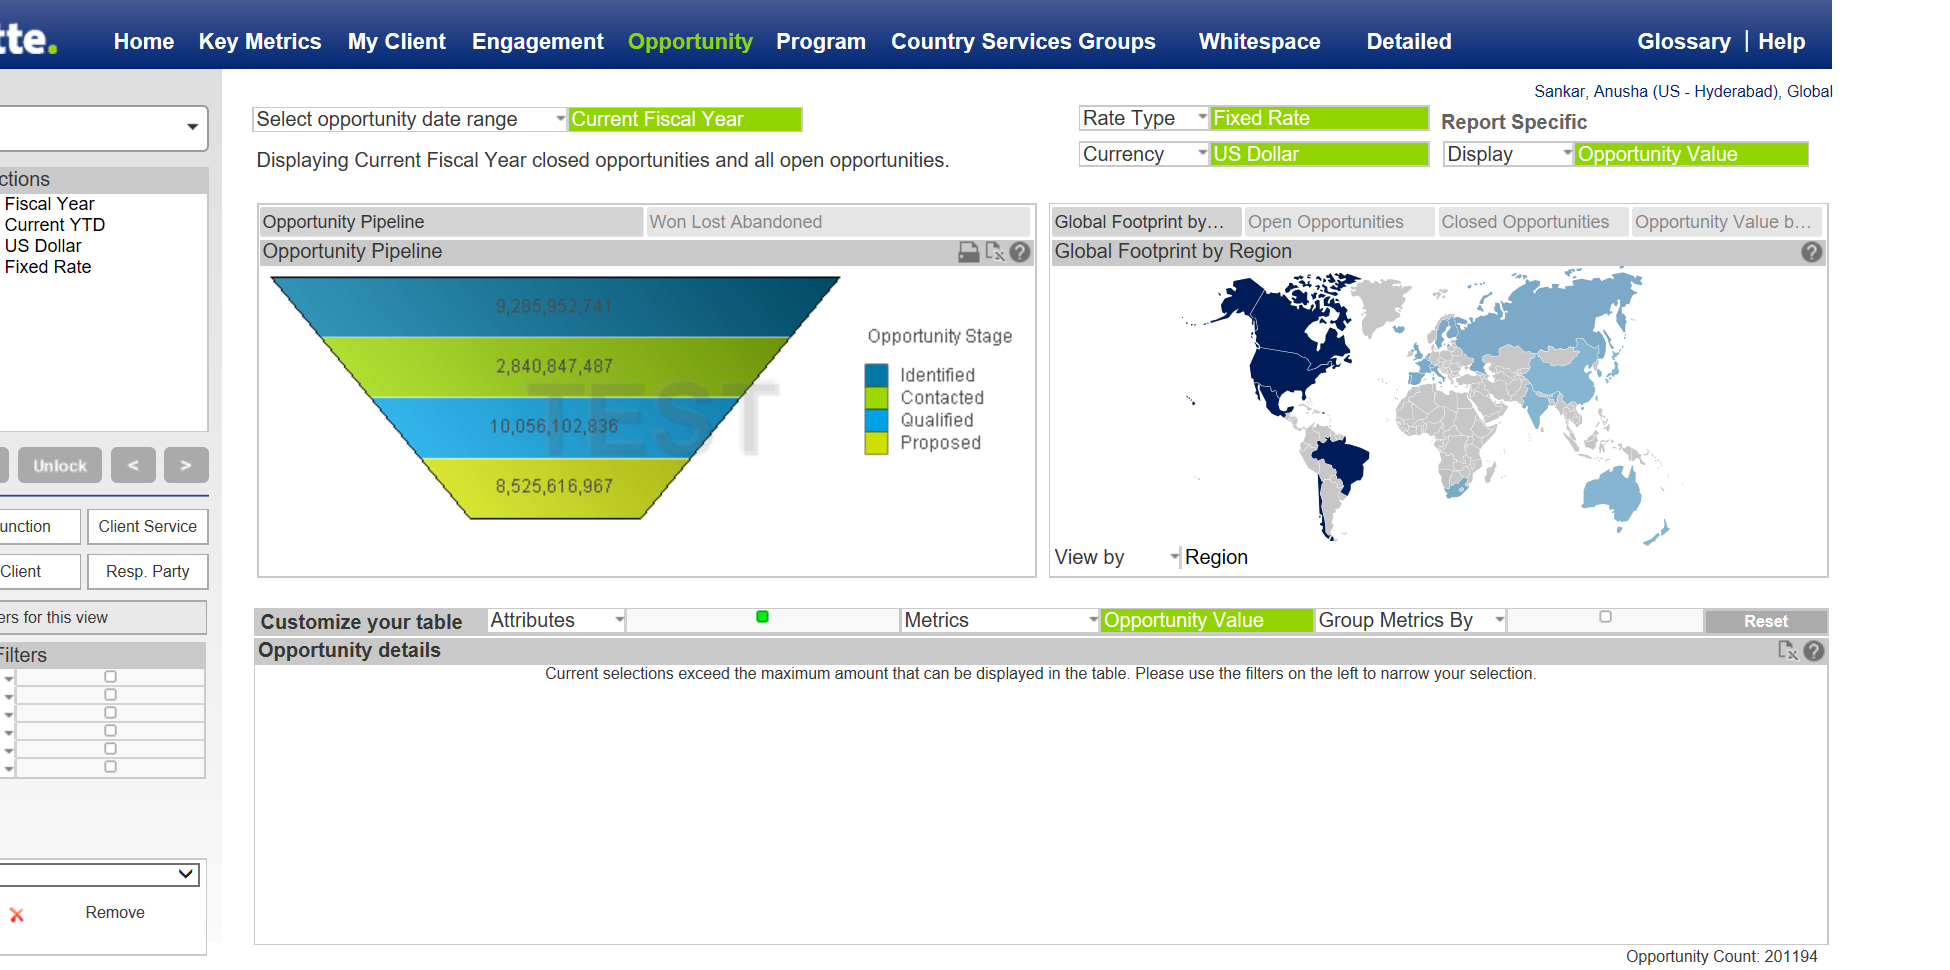 tte.
Home Key Metrics My Client Engagement Opportunity Program Country Services Groups Whitespace Detailed Glossary | Help
Sankar, Anusha (US - Hyderabad), Global
Select opportunity date range Current Fiscal Year
Rate Type Fixed Rate
Report Specific
Displaying Current Fiscal Year closed opportunities and all open opportunities.
Currency US Dollar
Display Opportunity Value
ctions
Fiscal Year
Current YTD
US Dollar
Fixed Rate
Unlock < >
unction Client Service
Client Resp. Party
ers for this view
Filters
Remove
Opportunity Pipeline Won Lost Abandoned
Opportunity Pipeline
9,285,952,741
2,840,847,487
10,056,102,836
8,525,616,967
TEST
Opportunity Stage
Identified
Contacted
Qualified
Proposed
Global Footprint by... Open Opportunities Closed Opportunities Opportunity Value b...
Global Footprint by Region
View by Region
Customize your table Attributes Metrics Opportunity Value Group Metrics By Reset
Opportunity details
Current selections exceed the maximum amount that can be displayed in the table. Please use the filters on the left to narrow your selection.
Opportunity Count: 201194